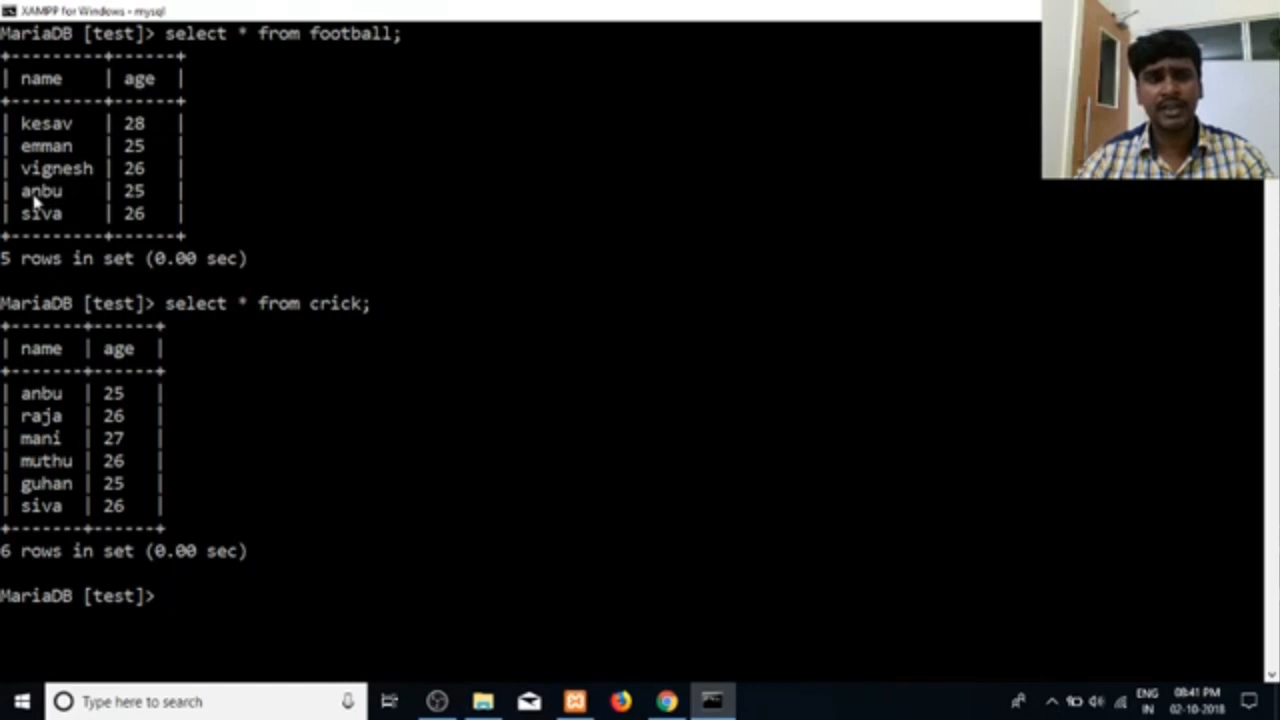 XAMPP for Windows - mysql
MariaDB [test]> select * from football;
+---------+------+
| name    | age  |
+---------+------+
| kesav   | 28   |
| emman   | 25   |
| vignesh | 26   |
| anbu    | 25   |
| siva    | 26   |
+---------+------+
5 rows in set (0.00 sec)
MariaDB [test]> select * from crick;
+-------+------+
| name  | age  |
+-------+------+
| anbu  | 25   |
| raja  | 26   |
| mani  | 27   |
| muthu | 26   |
| guhan | 25   |
| siva  | 26   |
+-------+------+
6 rows in set (0.00 sec)
MariaDB [test]>
Type here to search
ENG 08:41 PM
IN 02-10-2018